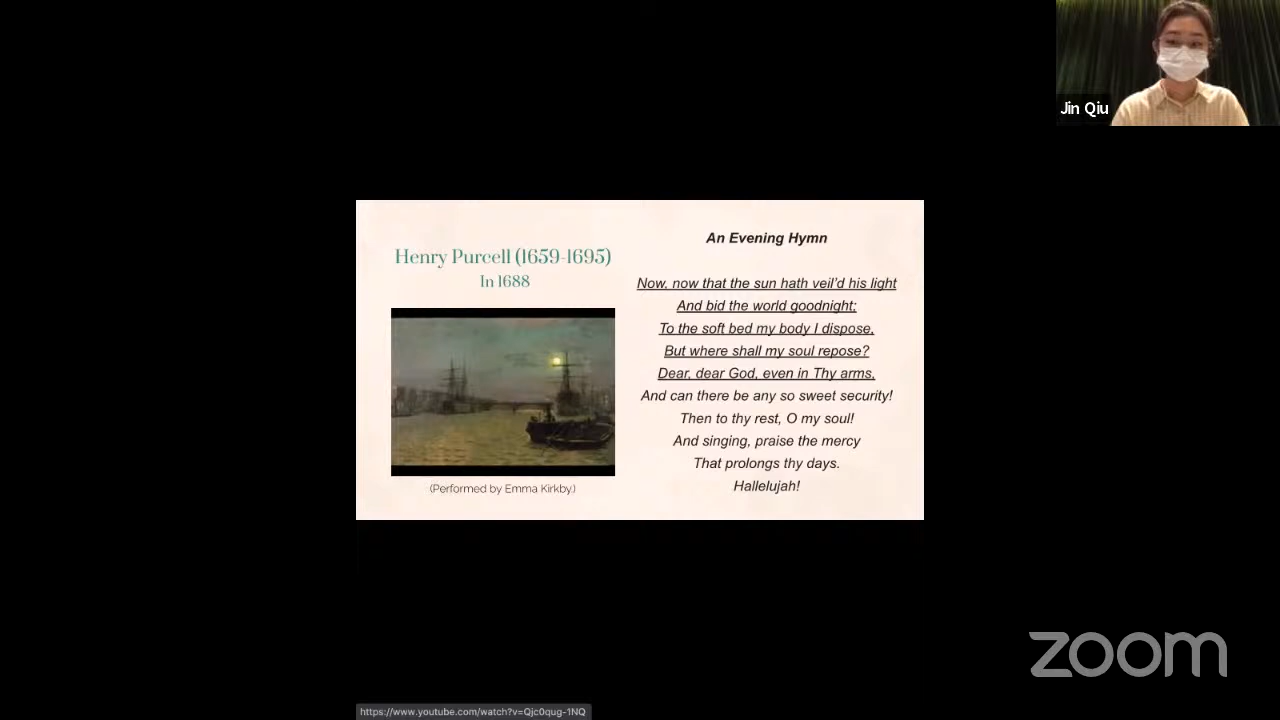 Jin Qiu
Henry Purcell (1659-1695)
In 1688
(Performed by Emma Kirkby.)
An Evening Hymn
Now, now that the sun hath veil'd his light
And bid the world goodnight;
To the soft bed my body I dispose,
But where shall my soul repose?
Dear, dear God, even in Thy arms,
And can there be any so sweet security!
Then to thy rest, O my soul!
And singing, praise the mercy
That prolongs thy days.
Hallelujah!
zoom
https://www.youtube.com/watch?v=Qjc0qug-1NQ